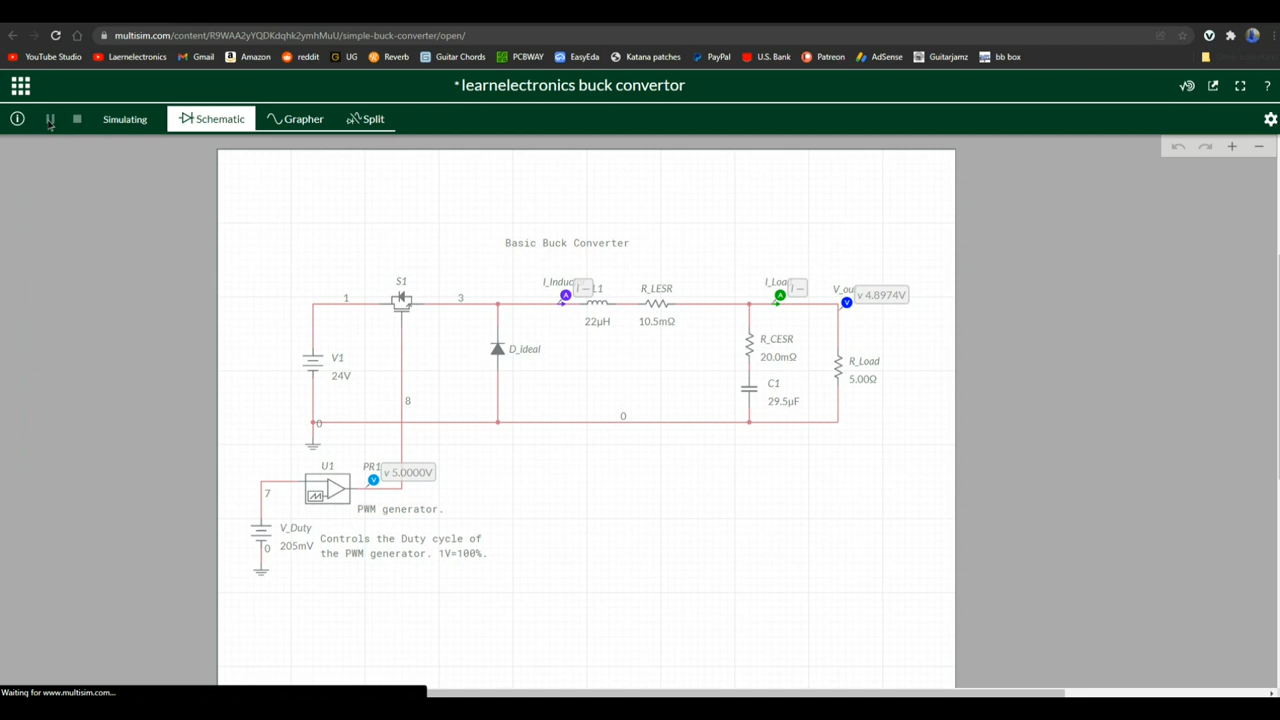 multisim.com/content/R9WAA2yYQDKdqhk2ymhMuU/simple-buck-converter/open/
YouTube Studio Laernelectronics Gmail Amazon reddit UG Reverb Guitar Chords PCBWAY EasyEda Katana patches PayPal U.S. Bank Patreon AdSense Guitarjamz bb box
* learnelectronics buck convertor
Simulating Schematic Grapher Split
Basic Buck Converter
S1
I_Induc
I —
L1
R_LESR
I_Loa
I —
V_ou
v 4.8974V
1
3
22µH
10.5mΩ
R_CESR
20.0mΩ
D_ideal
V1
24V
R_Load
5.00Ω
C1
29.5µF
8
0
0
U1
PR1
v 5.0000V
7
PWM generator.
V_Duty
205mV
0
Controls the Duty cycle of
the PWM generator. 1V=100%.
Waiting for www.multisim.com...